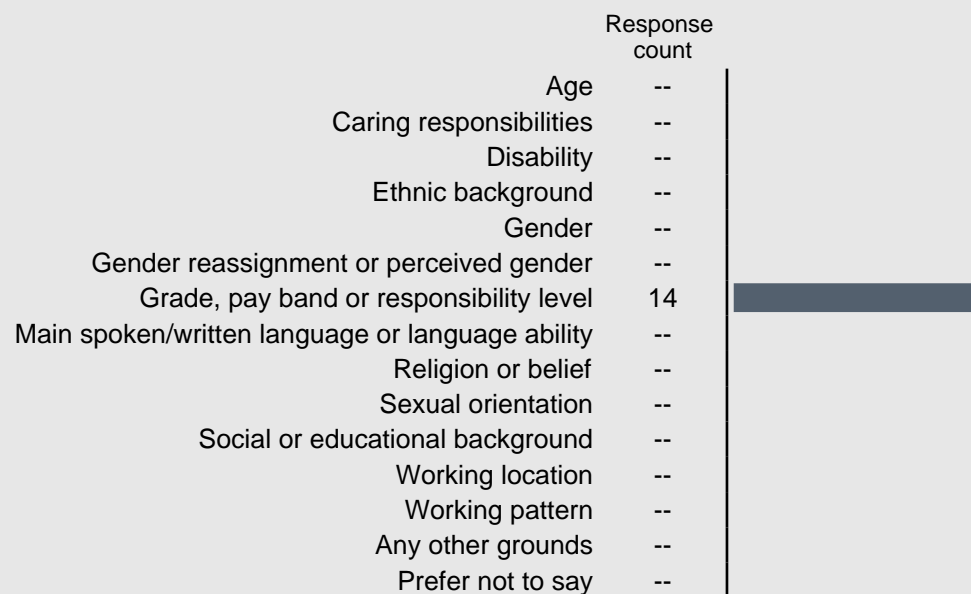 Response
count
Age --
Caring responsibilities --
Disability --
Ethnic background --
Gender --
Gender reassignment or perceived gender --
Grade, pay band or responsibility level 14
Main spoken/written language or language ability --
Religion or belief --
Sexual orientation --
Social or educational background --
Working location --
Working pattern --
Any other grounds --
Prefer not to say --